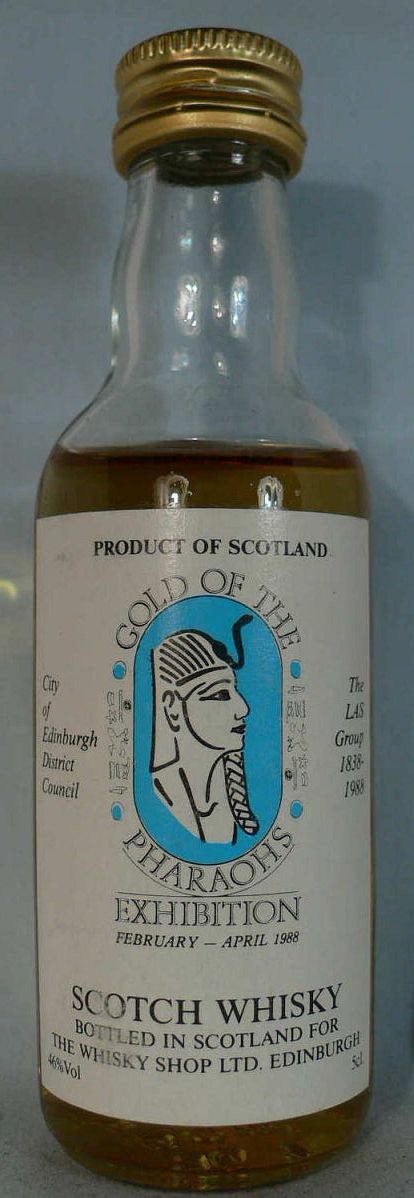 PRODUCT OF SCOTLAND
GOLD OF THE
PHARAOHS
EXHIBITION
FEBRUARY – APRIL 1988
City
of
Edinburgh
District
Council
The
LAS
Group
1838-
1988
SCOTCH WHISKY
BOTTLED IN SCOTLAND FOR
THE WHISKY SHOP LTD. EDINBURGH
46%Vol
5cl